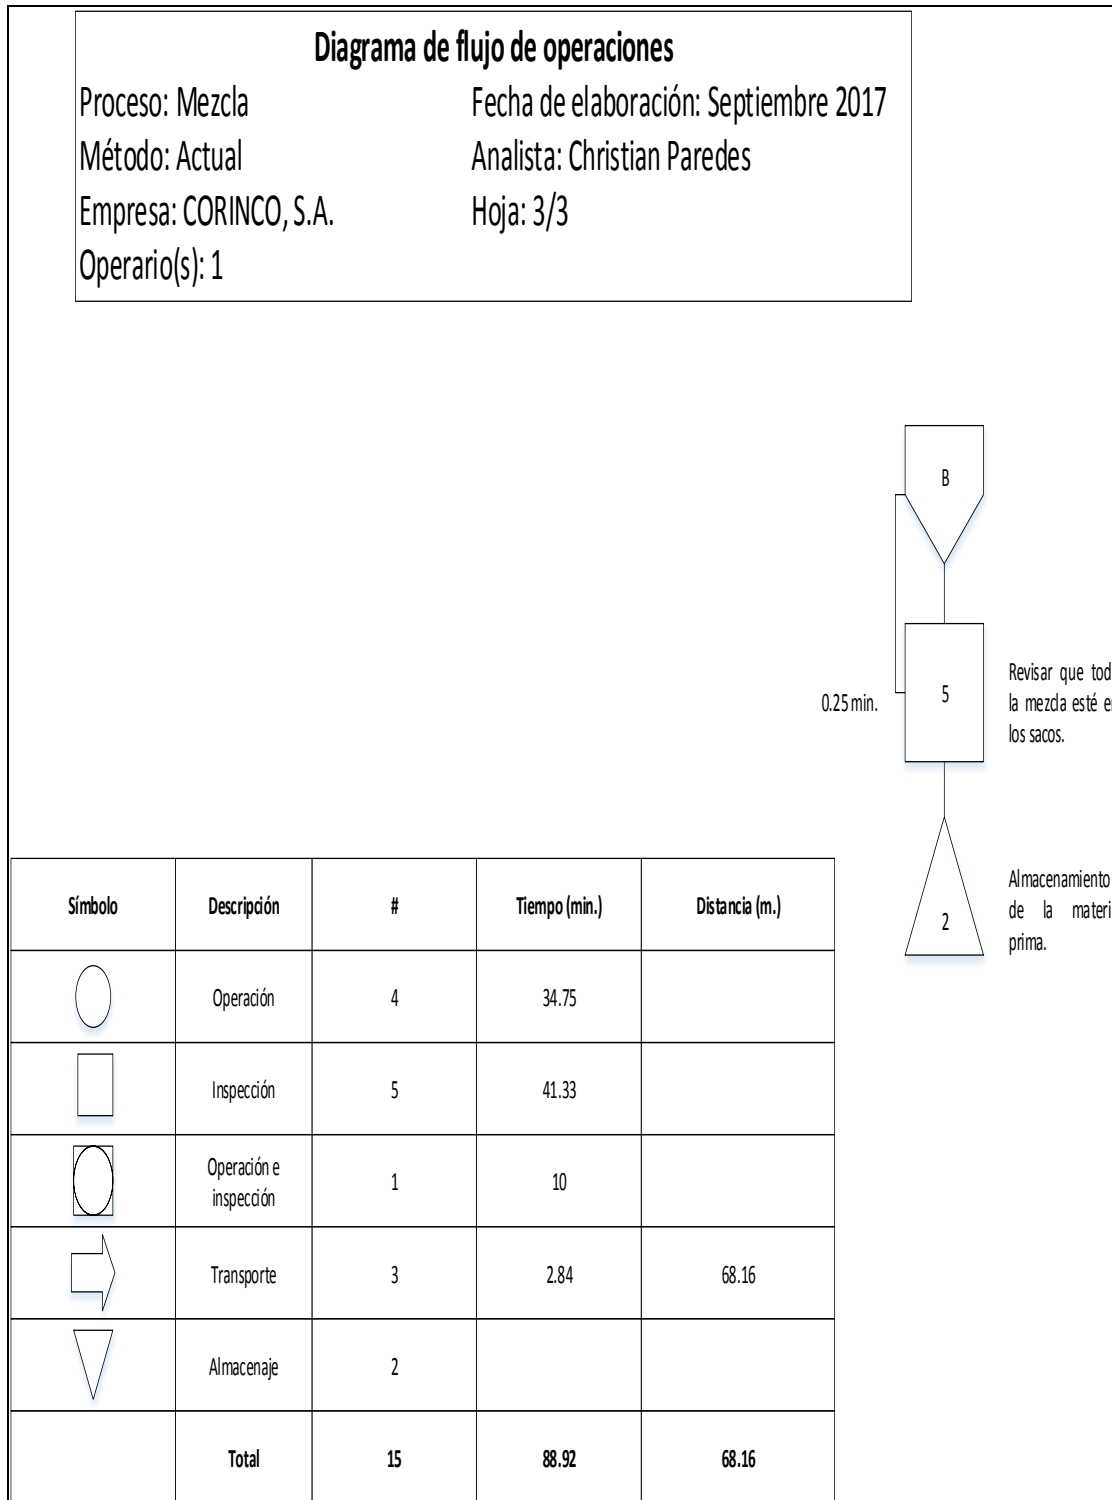 Diagrama de flujo de operaciones
Proceso: Mezcla Fecha de elaboración: Septiembre 2017
Método: Actual Analista: Christian Paredes
Empresa: CORINCO, S.A. Hoja: 3/3
Operario(s): 1
B
0.25 min. 5
Revisar que tod
la mezcla esté e
los sacos.
2
Almacenamiento
de la materi
prima.
Símbolo Descripción # Tiempo (min.) Distancia (m.)
Operación 4 34.75
Inspección 5 41.33
Operación e
inspección 1 10
Transporte 3 2.84 68.16
Almacenaje 2
Total 15 88.92 68.16